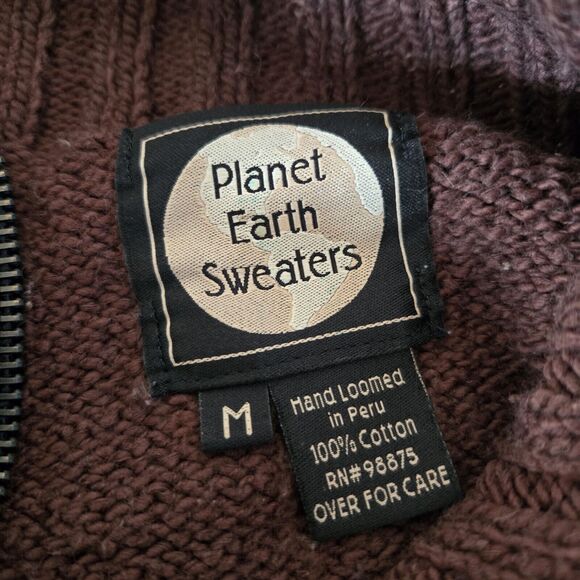 Planet
Earth
Sweaters
M
Hand Loomed
in Peru
100% Cotton
RN#98875
OVER FOR CARE